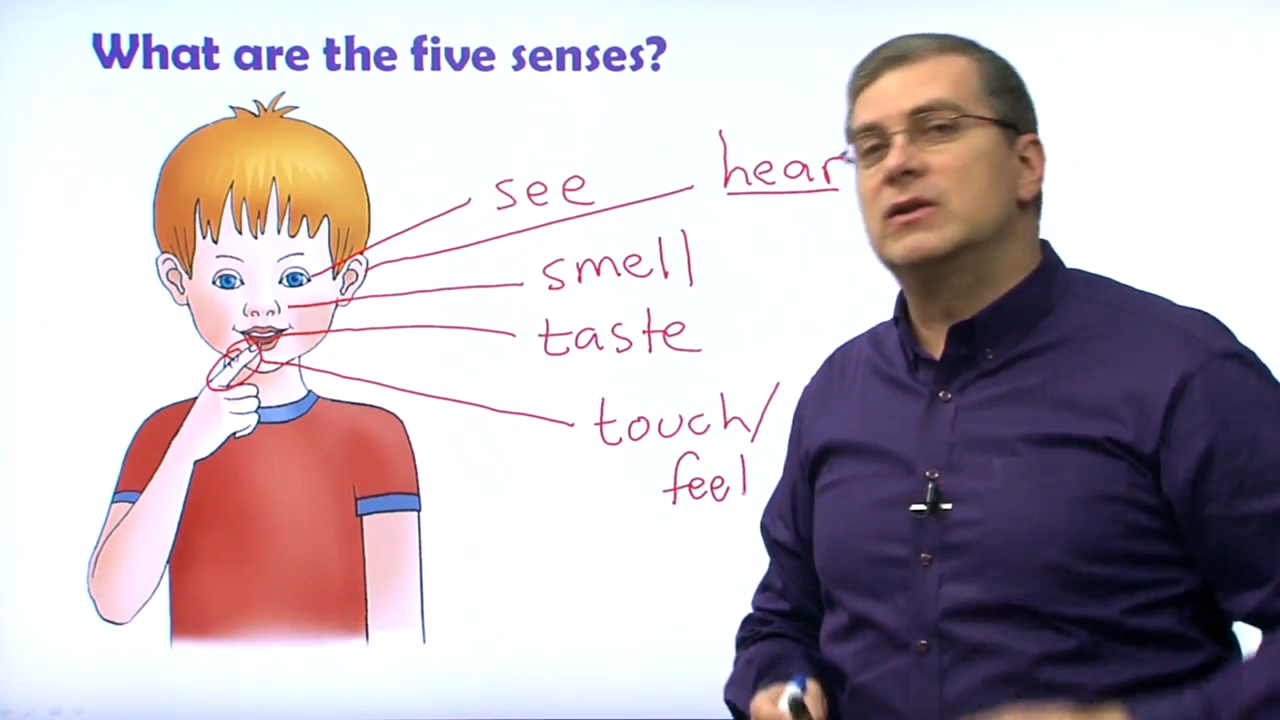 What are the five senses?
see
hear
smell
taste
touch/
feel